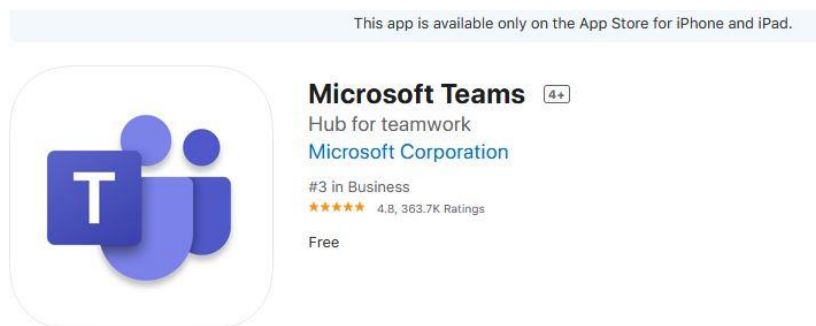 This app is available only on the App Store for iPhone and iPad.
Microsoft Teams 4+
Hub for teamwork
Microsoft Corporation
#3 in Business
★★★★★ 4.8, 363.7K Ratings
Free
T